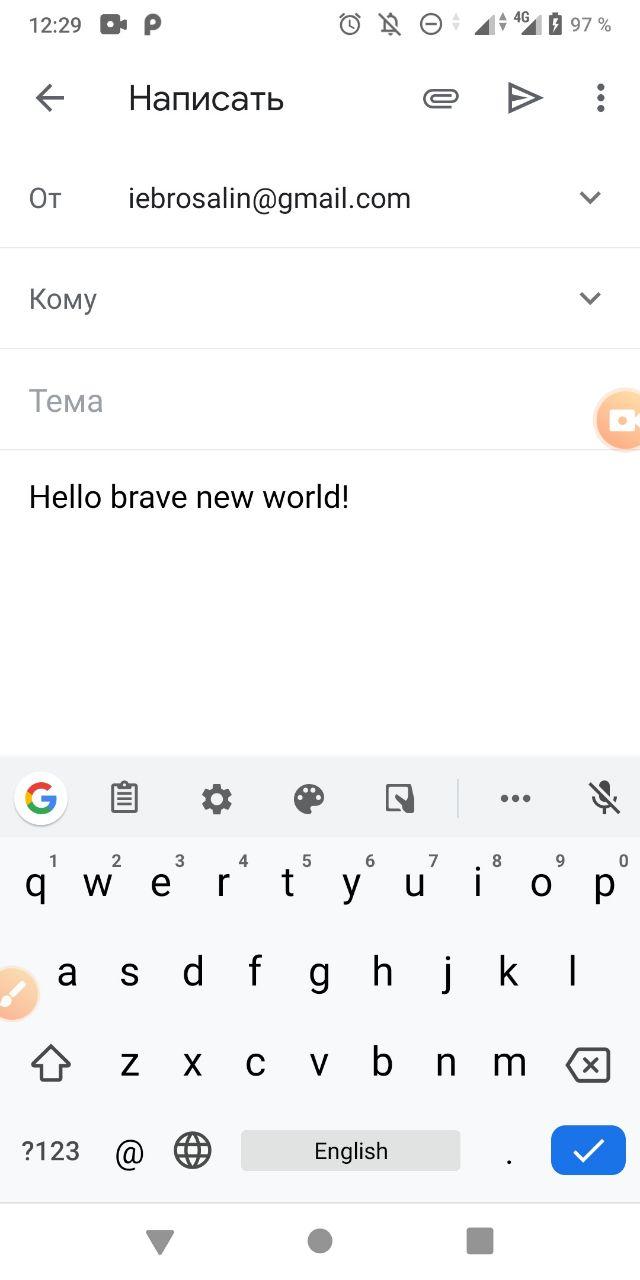 12:29 4G 97 %
Написать
От iebrosalin@gmail.com
Кому
Тема
Hello brave new world!
1 2 3 4 5 6 7 8 9 0
q w e r t y u i o p
a s d f g h j k l
z x c v b n m
?123 @ English .